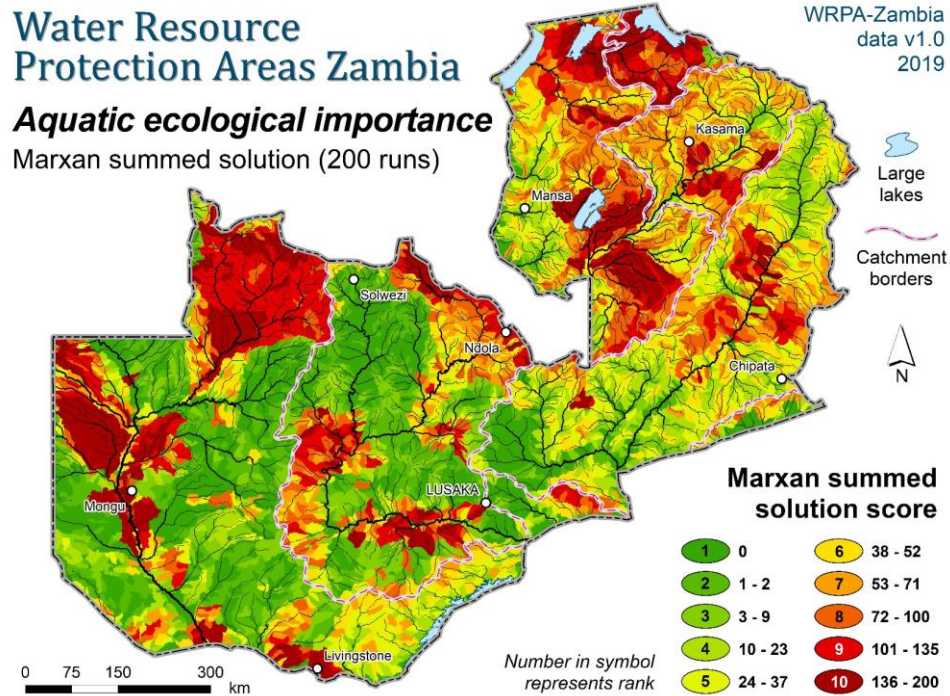 Water Resource
Protection Areas Zambia
Aquatic ecological importance
Marxan summed solution (200 runs)
WRPA-Zambia
data v1.0
2019
Large
lakes
Catchment
borders
N
Kasama
Mansa
Solwezi
Ndola
Chipata
LUSAKA
Mongu
Livingstone
0 75 150 300
km
Number in symbol
represents rank
Marxan summed
solution score
1 0
2 1 - 2
3 3 - 9
4 10 - 23
5 24 - 37
6 38 - 52
7 53 - 71
8 72 - 100
9 101 - 135
10 136 - 200